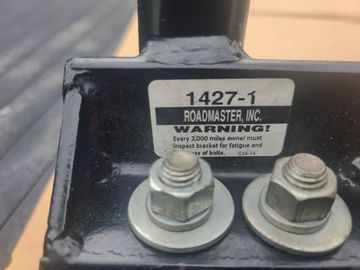 1427-1
ROADMASTER, INC.
WARNING!
Every 3,000 miles owner must
inspect bracket for fatigue and
of bolts.